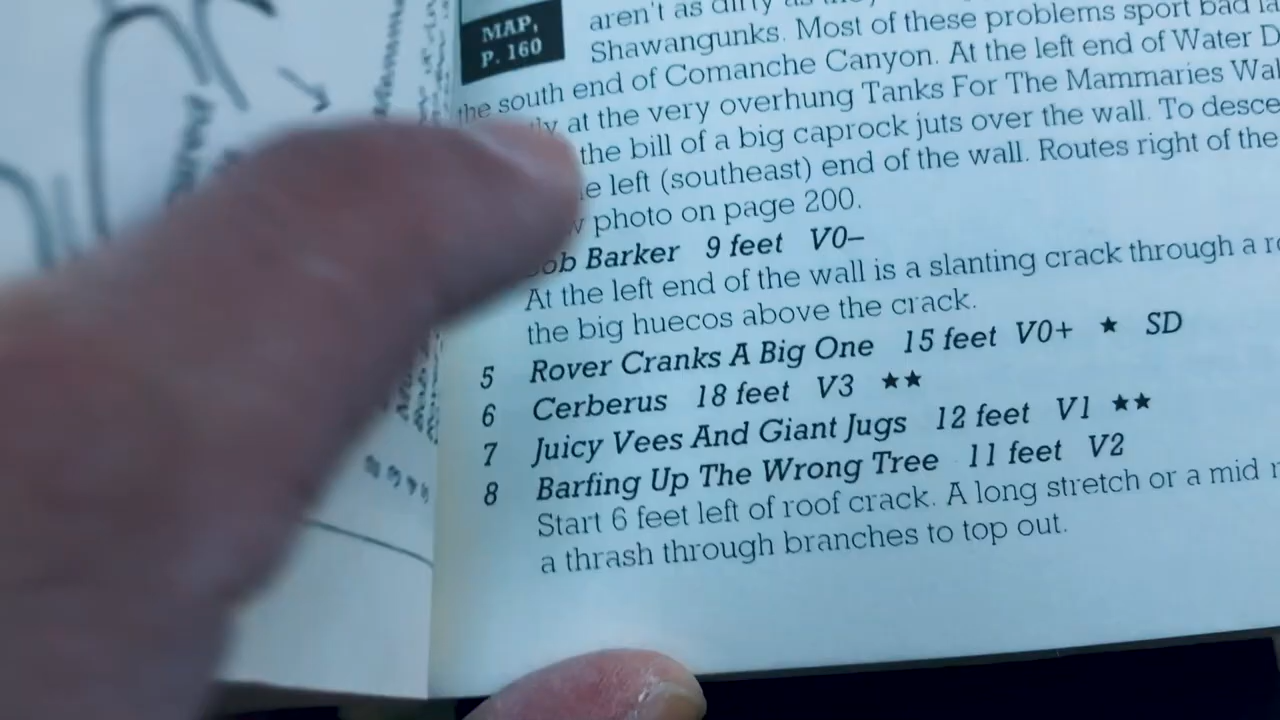 MAP,
P. 160
aren't as dirty as
Shawangunks. Most of these problems sport bad
the south end of Comanche Canyon. At the left end of Water
at the very overhung Tanks For The Mammaries
the bill of a big caprock juts over the wall. To
left (southeast) end of the wall. Routes right of the
photo on page 200.
Barker 9 feet V0–
At the left end of the wall is a slanting crack through a
the big huecos above the crack.
5 Rover Cranks A Big One 15 feet V0+ ★ SD
6 Cerberus 18 feet V3 ★★
7 Juicy Vees And Giant Jugs 12 feet V1 ★★
8 Barfing Up The Wrong Tree 11 feet V2
Start 6 feet left of roof crack. A long stretch or a mid
a thrash through branches to top out.